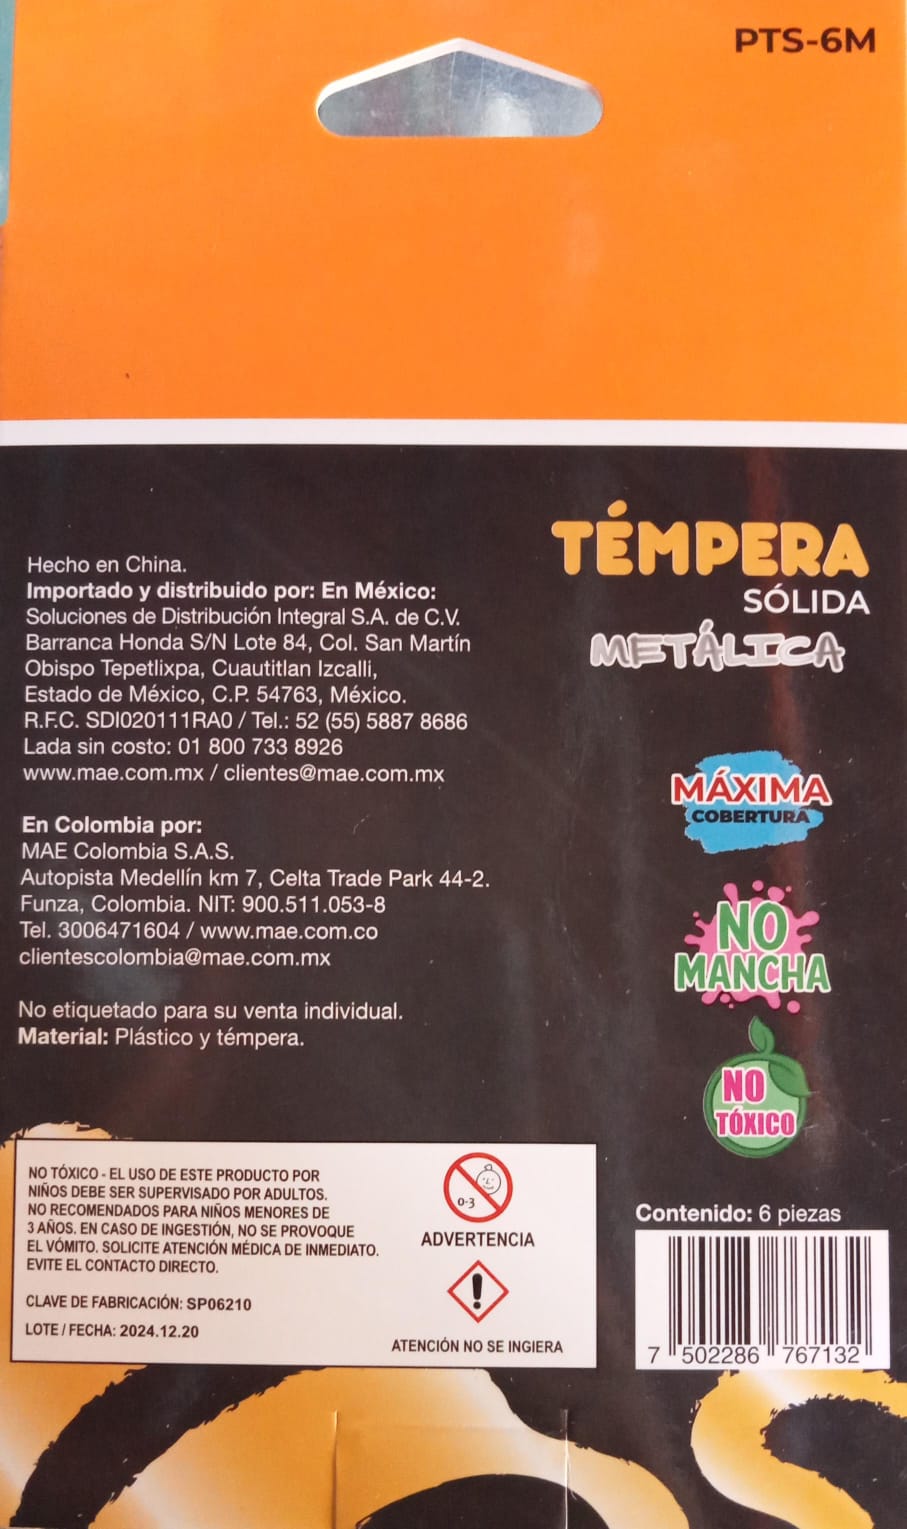 PTS-6M
TÉMPERA
SÓLIDA
METÁLICA
Hecho en China.
Importado y distribuido por: En México:
Soluciones de Distribución Integral S.A. de C.V.
Barranca Honda S/N Lote 84, Col. San Martín
Obispo Tepetlixpa, Cuautitlan Izcalli,
Estado de México, C.P. 54763, México.
R.F.C. SDI020111RA0 / Tel.: 52 (55) 5887 8686
Lada sin costo: 01 800 733 8926
www.mae.com.mx / clientes@mae.com.mx
En Colombia por:
MAE Colombia S.A.S.
Autopista Medellín km 7, Celta Trade Park 44-2.
Funza, Colombia. NIT: 900.511.053-8
Tel. 3006471604 / www.mae.com.co
clientescolombia@mae.com.mx
No etiquetado para su venta individual.
Material: Plástico y témpera.
MÁXIMA
COBERTURA
NO
MANCHA
NO
TÓXICO
NO TÓXICO - EL USO DE ESTE PRODUCTO POR
NIÑOS DEBE SER SUPERVISADO POR ADULTOS.
NO RECOMENDADOS PARA NIÑOS MENORES DE
3 AÑOS. EN CASO DE INGESTIÓN, NO SE PROVOQUE
EL VÓMITO. SOLICITE ATENCIÓN MÉDICA DE INMEDIATO.
EVITE EL CONTACTO DIRECTO.
CLAVE DE FABRICACIÓN: SP06210
LOTE / FECHA: 2024.12.20
0-3
ADVERTENCIA
!
ATENCIÓN NO SE INGIERA
Contenido: 6 piezas
7 502286 767132